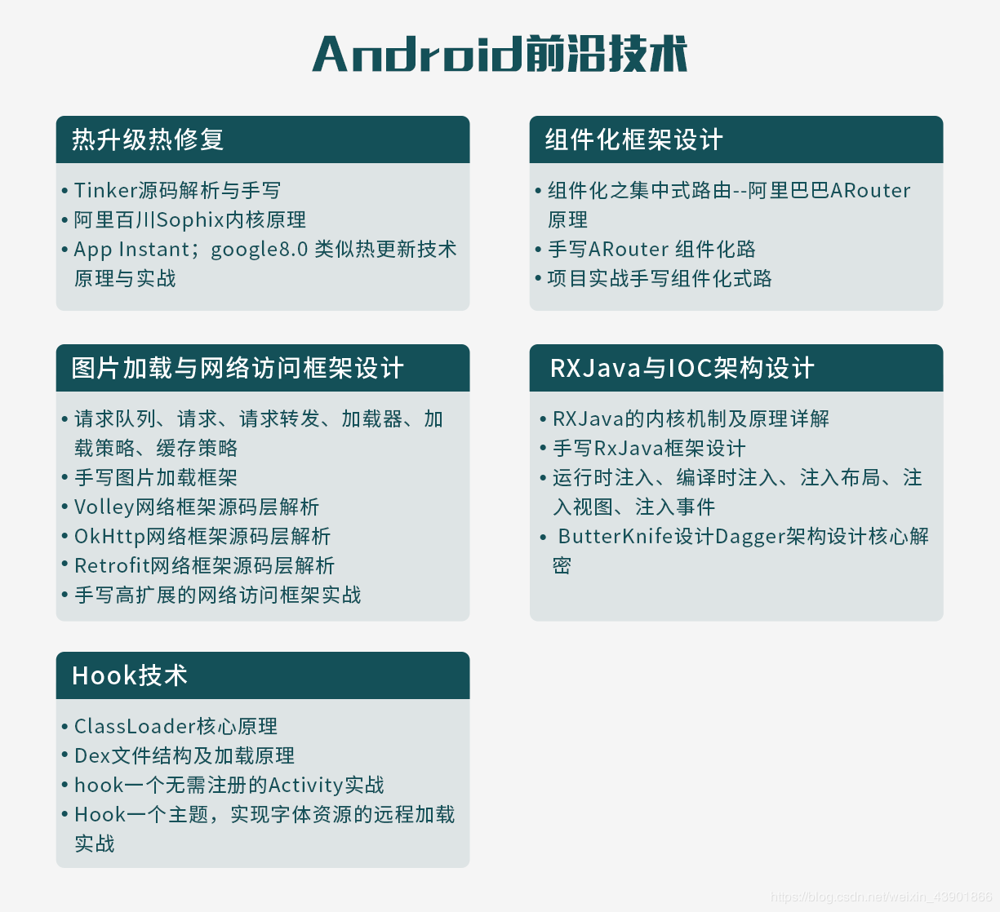 Android前沿技术
热升级热修复
• Tinker源码解析与手写
• 阿里百川Sophix内核原理
• App Instant；google8.0 类似热更新技术
原理与实战
组件化框架设计
• 组件化之集中式路由--阿里巴巴ARouter
原理
• 手写ARouter 组件化路
• 项目实战手写组件化式路
图片加载与网络访问框架设计
• 请求队列、请求、请求转发、加载器、加
载策略、缓存策略
• 手写图片加载框架
• Volley网络框架源码层解析
• OkHttp网络框架源码层解析
• Retrofit网络框架源码层解析
• 手写高扩展的网络访问框架实战
RXJava与IOC架构设计
• RXJava的内核机制及原理详解
• 手写RxJava框架设计
• 运行时注入、编译时注入、注入布局、注
入视图、注入事件
• ButterKnife设计Dagger架构设计核心解
密
Hook技术
• ClassLoader核心原理
• Dex文件结构及加载原理
• hook一个无需注册的Activity实战
• Hook一个主题，实现字体资源的远程加载
实战
https://blog.csdn.net/weixin_43901866